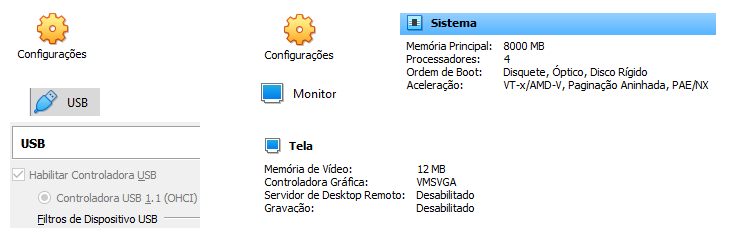 Configurações
USB
USB
Habilitar Controladora USB
Controladora USB 1.1 (OHCI)
Filtros de Dispositivo USB
Configurações
Monitor
Tela
Memória de Vídeo: 12 MB
Controladora Gráfica: VMSVGA
Servidor de Desktop Remoto: Desabilitado
Gravação: Desabilitado
Sistema
Memória Principal: 8000 MB
Processadores: 4
Ordem de Boot: Disquete, Óptico, Disco Rígido
Aceleração: VT-x/AMD-V, Paginação Aninhada, PAE/NX